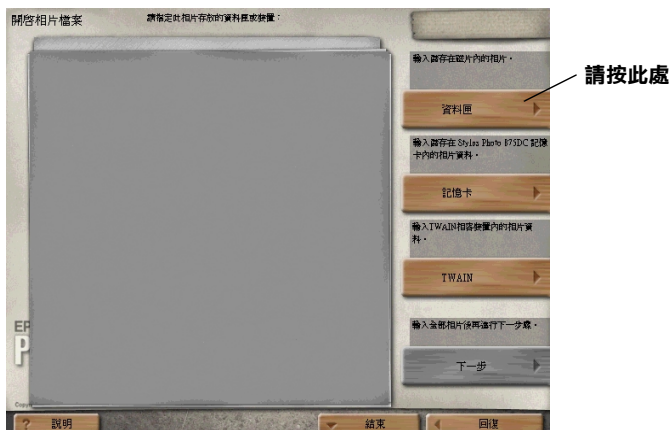 開啓相片檔案
請指定此相片存放的資料匣或裝置：
輸入儲存在磁片內的相片。
請按此處
資料匣
輸入儲存在 Stylus Photo 875DC 記憶
卡內的相片資料。
記憶卡
輸入TWAIN相容裝置內的相片資
料。
TWAIN
輸入全部相片後再進行下一步驟。
下一步
EP
P
? 說明
結束
回復